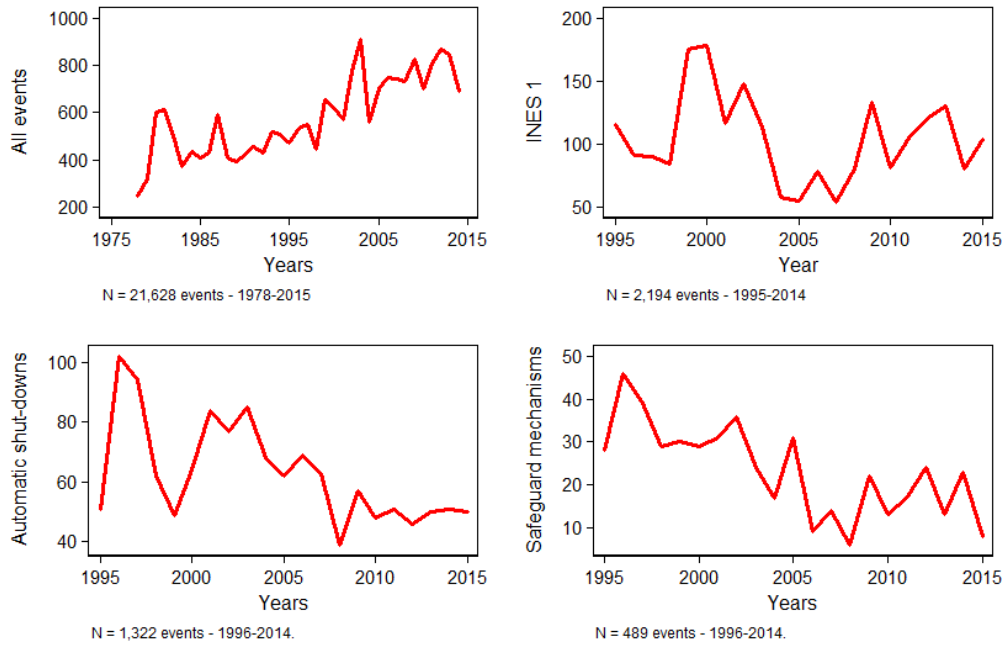 All events
1000
800
600
400
200
1975 1985 1995 2005 2015
Years
N = 21,628 events - 1978-2015
INES 1
200
150
100
50
1995 2000 2005 2010 2015
Year
N = 2,194 events - 1995-2014
Automatic shut-downs
100
80
60
40
1995 2000 2005 2010 2015
Years
N = 1,322 events - 1996-2014.
Safeguard mechanisms
50
40
30
20
10
1995 2000 2005 2010 2015
Years
N = 489 events - 1996-2014.